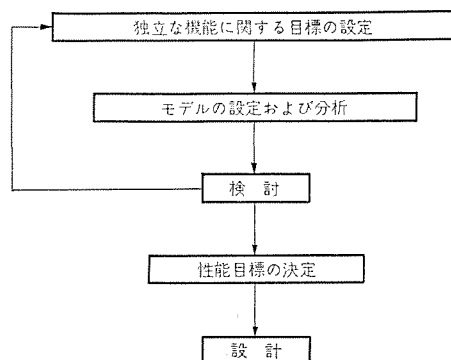 独立な機能に関する目標の設定
モデルの設定および分析
検 討
性能目標の決定
設 計